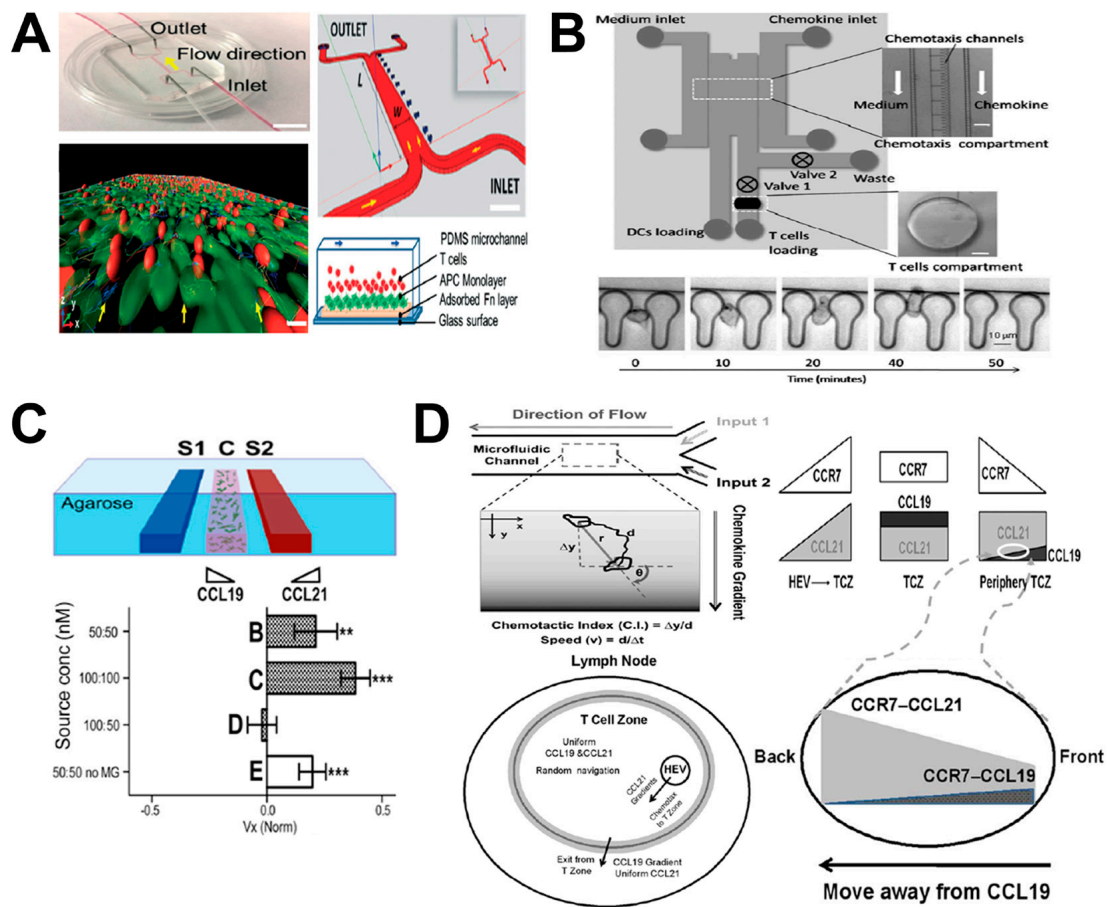 A
Outlet
Flow direction
Inlet
OUTLET
L
W
INLET
z
y
x
PDMS microchannel
T cells
APC Monolayer
Adsorbed Fn layer
Glass surface
B
Medium inlet
Chemokine inlet
Chemotaxis channels
Medium
Chemokine
Chemotaxis compartment
Valve 2
Waste
Valve 1
DCs loading
T cells
loading
T cells compartment
10 µm
0 10 20 40 50
Time (minutes)
C
S1 C S2
Agarose
CCL19 CCL21
Source conc (nM)
50:50 B **
100:100 C ***
100:50 D
50:50 no MG E ***
-0.5 0.0 0.5
Vx (Norm)
D
Direction of Flow
Input 1
Microfluidic
Channel
Input 2
x
y
Δy
r
d
θ
Chemokine Gradient
Chemotactic Index (C.I.) = Δy/d
Speed (v) = d/Δt
CCR7 CCR7 CCR7
CCL19
CCL21 CCL21 CCL21
CCL19
HEV → TCZ TCZ Periphery TCZ
Lymph Node
T Cell Zone
Uniform
CCL19 &CCL21
Random navigation
HEV
CCL21
Gradients
Chemotax
to T Zone
Exit from
T Zone
CCL19 Gradient
Uniform CCL21
CCR7–CCL21
Back
Front
CCR7–CCL19
Move away from CCL19